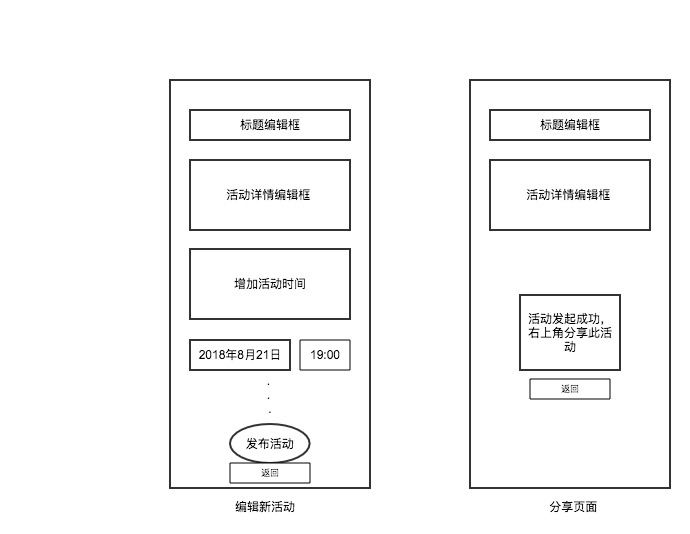 标题编辑框
活动详情编辑框
增加活动时间
2018年8月21日 19:00
.
.
.
发布活动
返回
编辑新活动
标题编辑框
活动详情编辑框
活动发起成功，
右上角分享此活
动
返回
分享页面